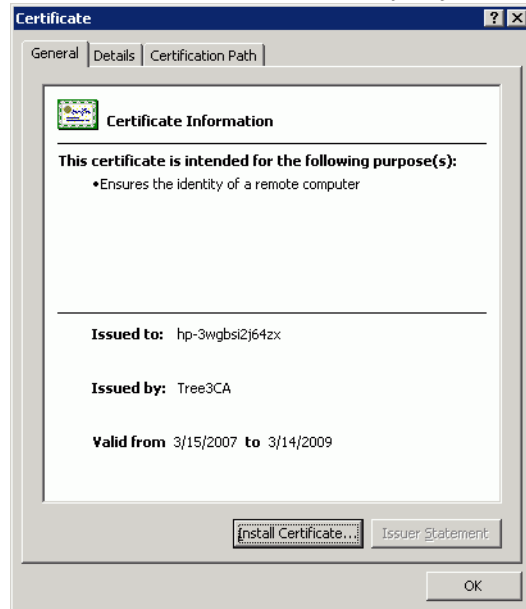 Certificate
General Details Certification Path
Certificate Information
This certificate is intended for the following purpose(s):
•Ensures the identity of a remote computer
Issued to: hp-3wgbsi2j64zx
Issued by: Tree3CA
Valid from 3/15/2007 to 3/14/2009
Install Certificate... Issuer Statement
OK